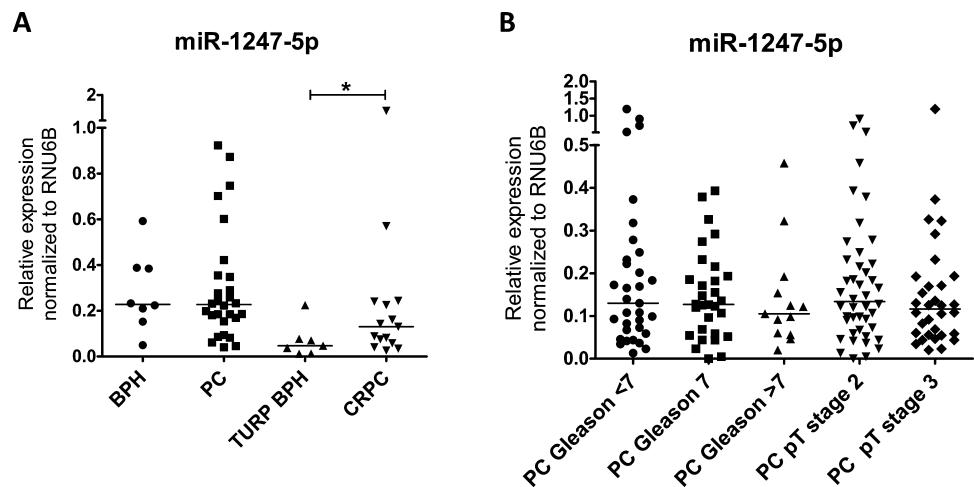 A
miR-1247-5p
Relative expression
normalized to RNU6B
2
1.0
0.8
0.6
0.4
0.2
0.0
*
BPH
PC
TURP BPH
CRPC
B
miR-1247-5p
Relative expression
normalized to RNU6B
2.0
1.5
1.0
0.5
0.4
0.3
0.2
0.1
0.0
PC Gleason <7
PC Gleason 7
PC Gleason >7
PC pT stage 2
PC pT stage 3